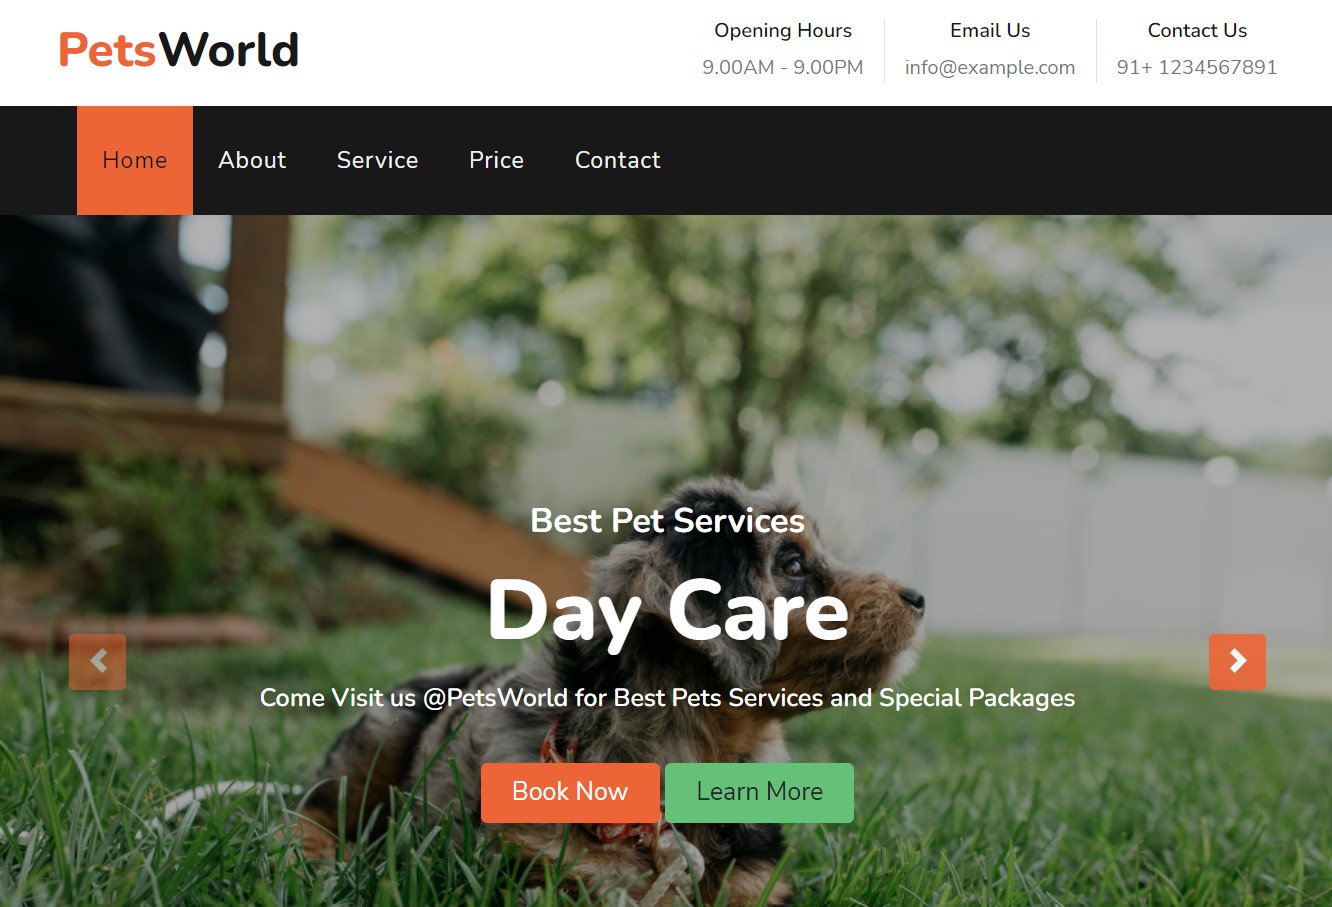 PetsWorld
Opening Hours
9.00AM - 9.00PM
Email Us
info@example.com
Contact Us
91+ 1234567891
Home
About
Service
Price
Contact
Best Pet Services
Day Care
Come Visit us @PetsWorld for Best Pets Services and Special Packages
Book Now
Learn More